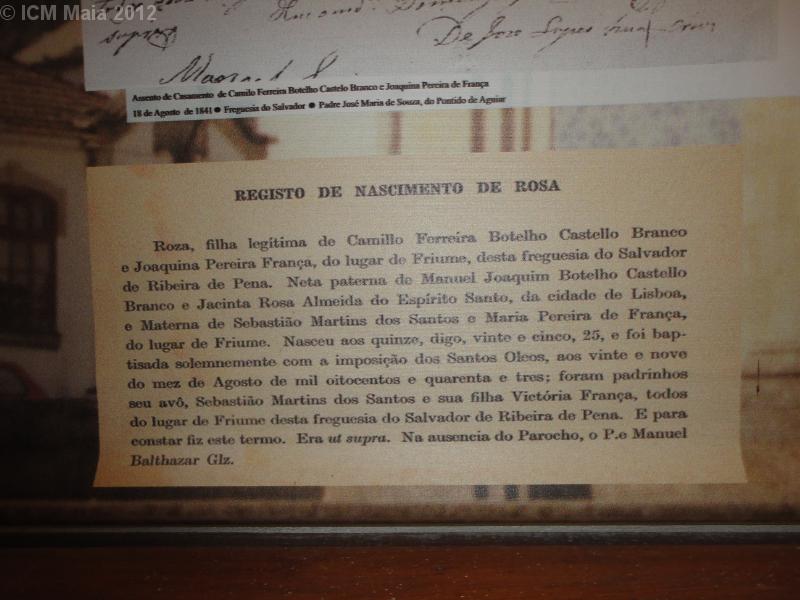 © ICM Maia 2012
supra
De José
Assento de Casamento de Camilo Ferreira Botelho Castelo Branco e Joaquina Pereira de França
18 de Agosto de 1841 ● Freguesia do Salvador ● Padre José Maria de Souza, do Pontido de Aguiar
REGISTO DE NASCIMENTO DE ROSA
Roza, filha legítima de Camillo Ferreira Botelho Castello Branco
e Joaquina Pereira França, do lugar de Friume, desta freguesia do Salvador
de Ribeira de Pena. Neta paterna de Manuel Joaquim Botelho Castello
Branco e Jacinta Rosa Almeida do Espírito Santo, da cidade de Lisboa,
e Materna de Sebastião Martins dos Santos e Maria Pereira de França,
do lugar de Friume. Nasceu aos quinze, digo, vinte e cinco, 25, e foi bap-
tisada solemnemente com a imposição dos Santos Oleos, aos vinte e nove
do mez de Agosto de mil oitocentos e quarenta e tres; foram padrinhos
seu avô, Sebastião Martins dos Santos e sua filha Victória França, todos
do lugar de Friume desta freguesia do Salvador de Ribeira de Pena. E para
constar fiz este termo. Era ut supra. Na ausencia do Parocho, o P.e Manuel
Balthazar Glz.